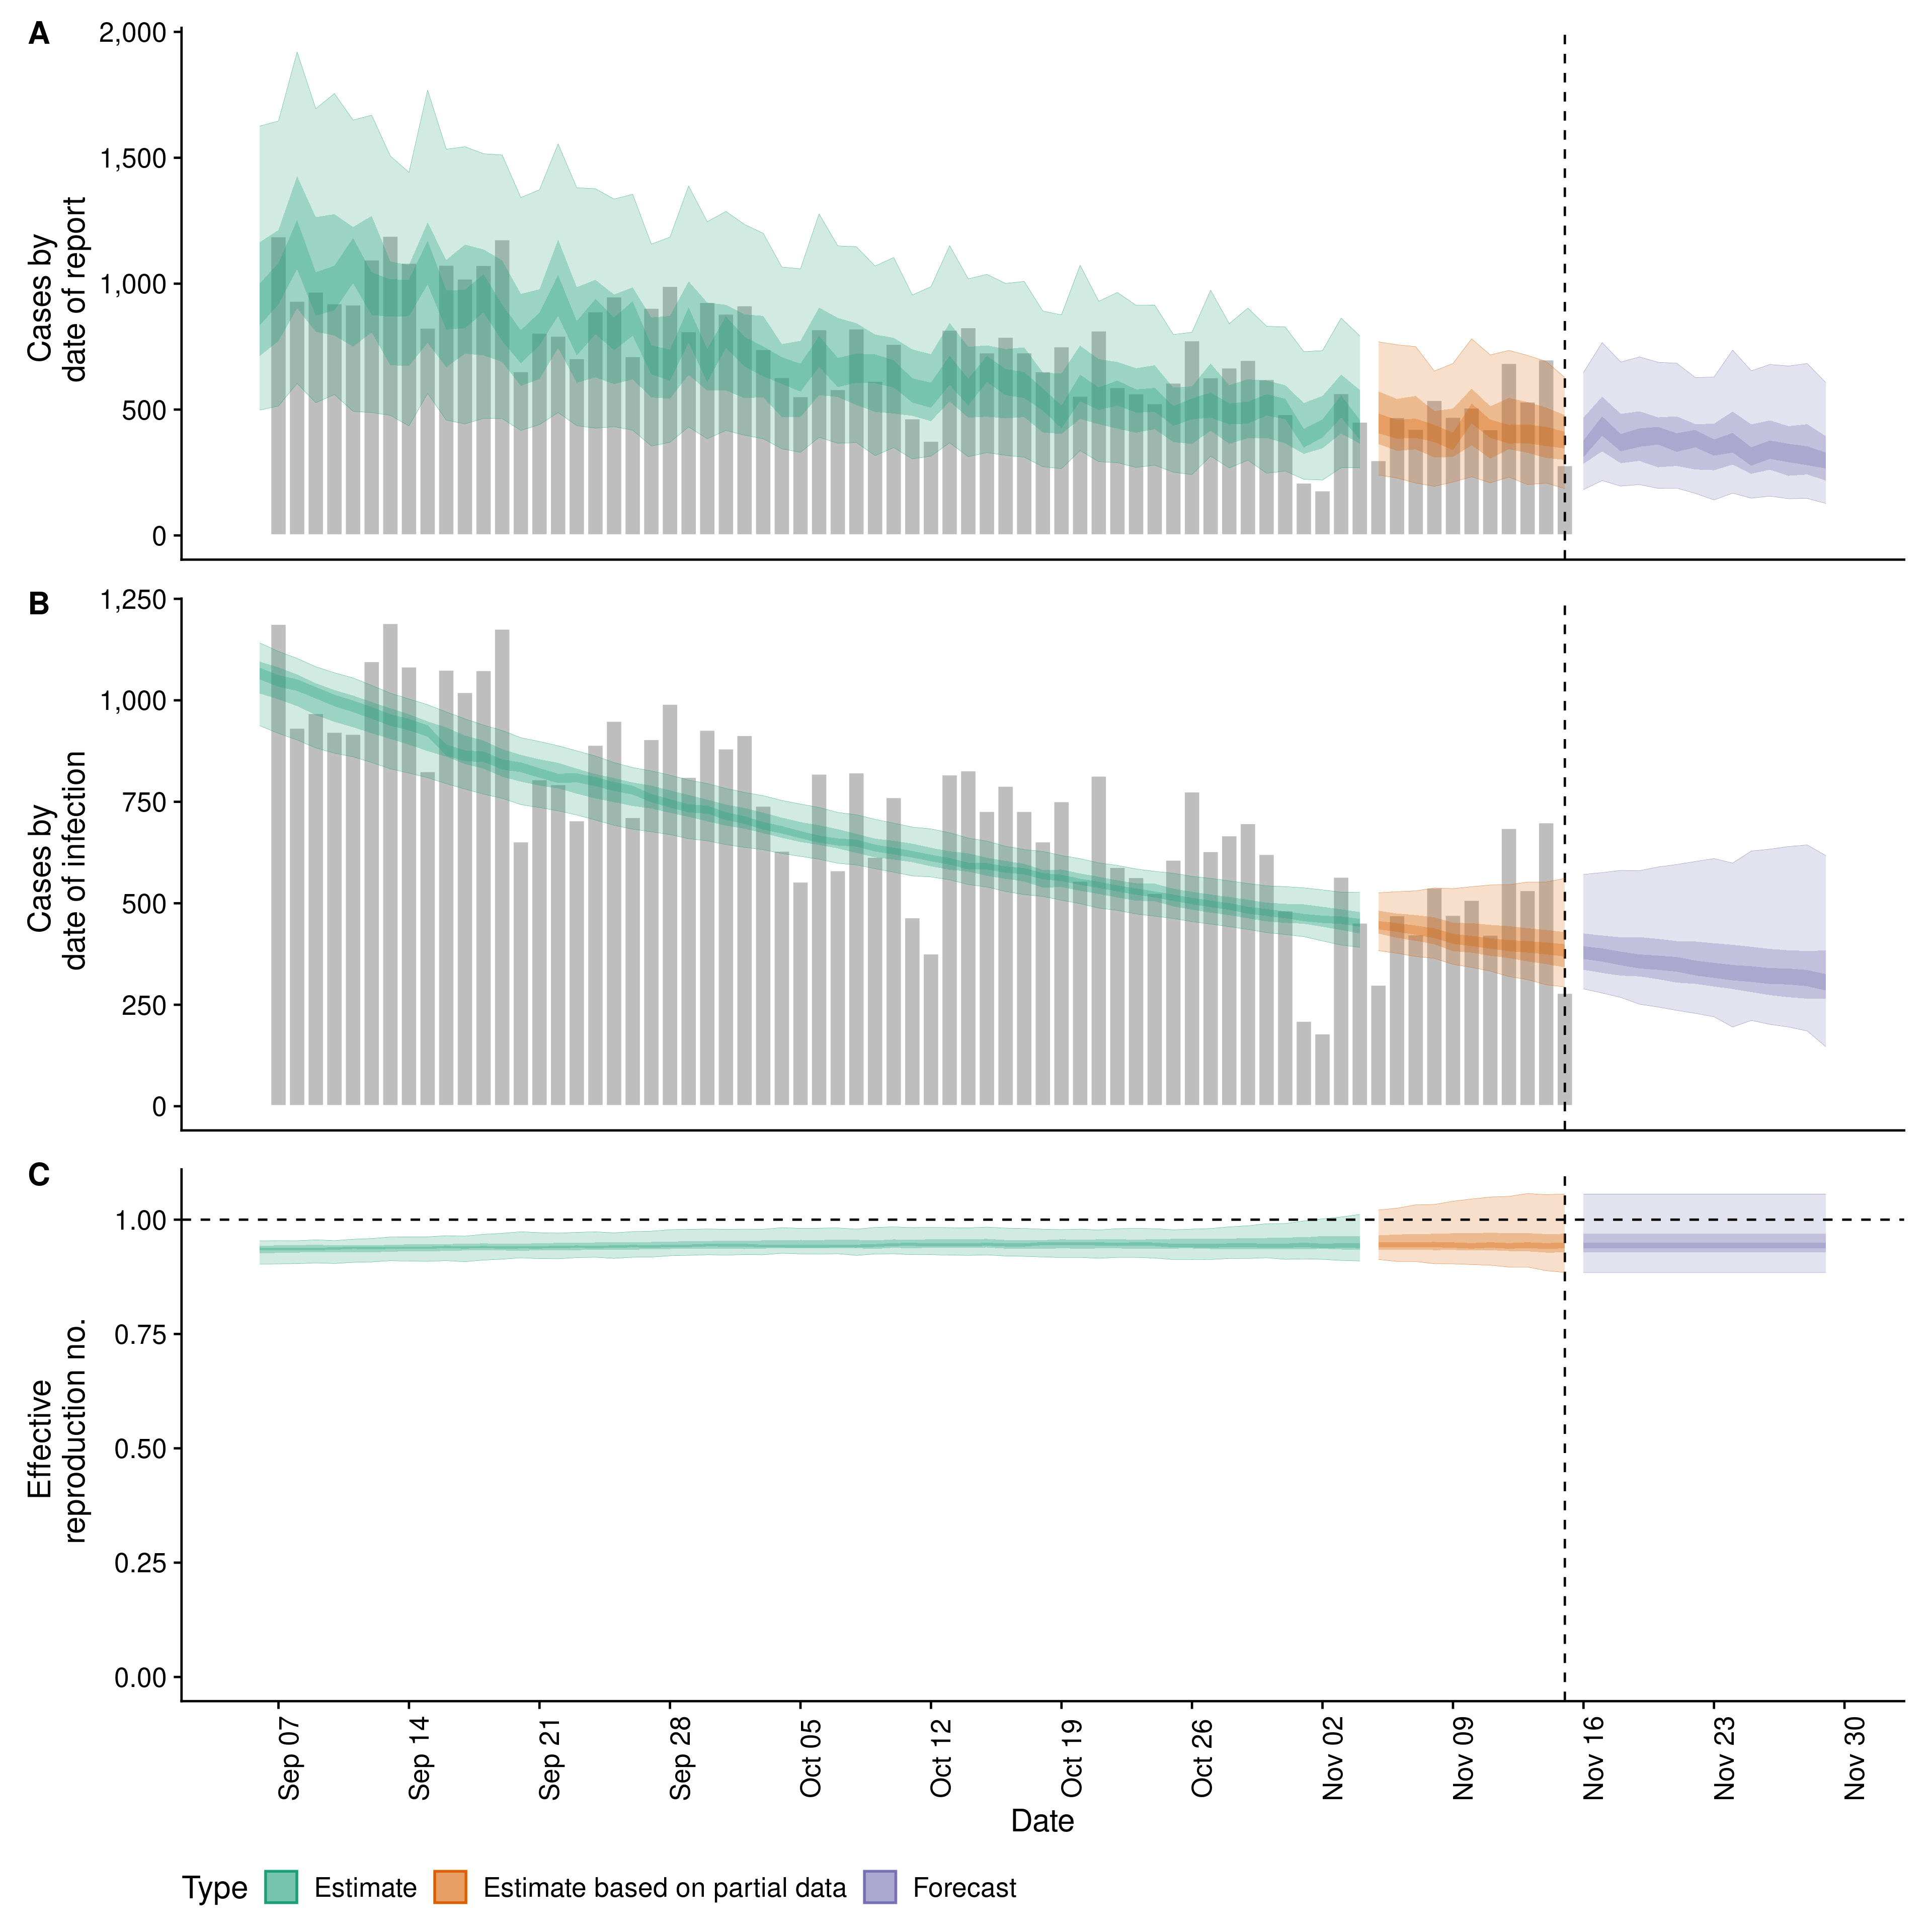 A
Cases by
date of report
2,000
1,500
1,000
500
0
B
Cases by
date of infection
1,250
1,000
750
500
250
0
C
Effective
reproduction no.
1.00
0.75
0.50
0.25
0.00
Sep 07
Sep 14
Sep 21
Sep 28
Oct 05
Oct 12
Oct 19
Oct 26
Nov 02
Nov 09
Nov 16
Nov 23
Nov 30
Date
Type Estimate Estimate based on partial data Forecast